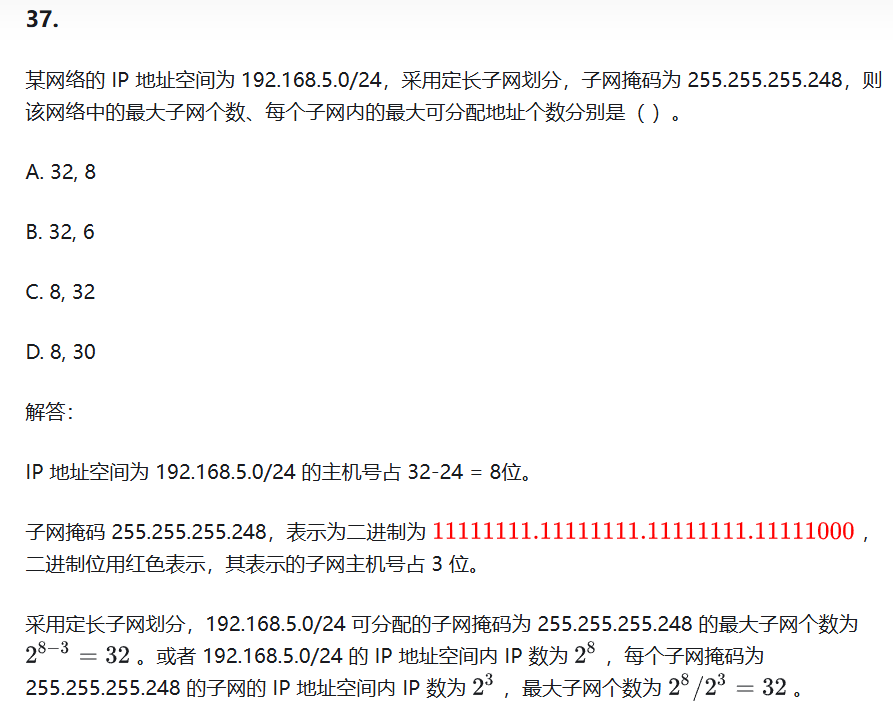 37.
某网络的 IP 地址空间为 192.168.5.0/24，采用定长子网划分，子网掩码为 255.255.255.248，则
该网络中的最大子网个数、每个子网内的最大可分配地址个数分别是（ ）。
A. 32, 8
B. 32, 6
C. 8, 32
D. 8, 30
解答：
IP 地址空间为 192.168.5.0/24 的主机号占 32-24 = 8位。
子网掩码 255.255.255.248，表示为二进制为 11111111.11111111.11111111.11111000，
二进制位用红色表示，其表示的子网主机号占 3 位。
采用定长子网划分，192.168.5.0/24 可分配的子网掩码为 255.255.255.248 的最大子网个数为
2^{8-3} = 32 。或者 192.168.5.0/24 的 IP 地址空间内 IP 数为 2^8 ，每个子网掩码为
255.255.255.248 的子网的 IP 地址空间内 IP 数为 2^3 ，最大子网个数为 2^8/2^3 = 32 。